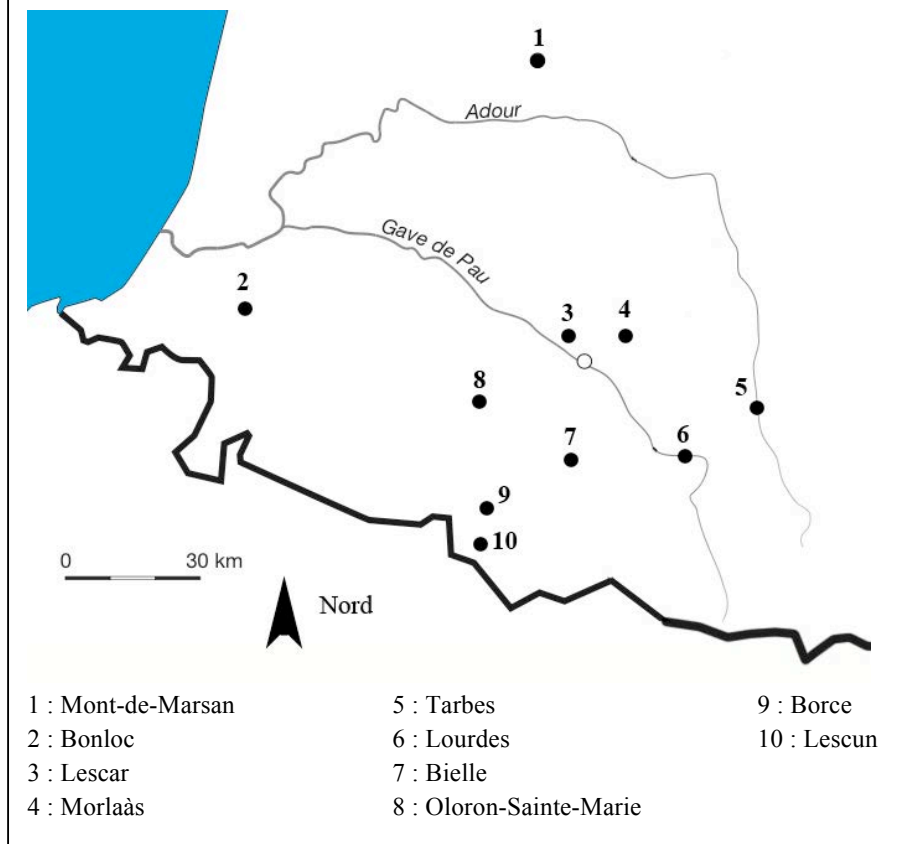 1
Adour
Gave de Pau
2
3
4
8
5
7
6
9
10
0 30 km
Nord
1 : Mont-de-Marsan
2 : Bonloc
3 : Lescar
4 : Morlaàs
5 : Tarbes
6 : Lourdes
7 : Bielle
8 : Oloron-Sainte-Marie
9 : Borce
10 : Lescun